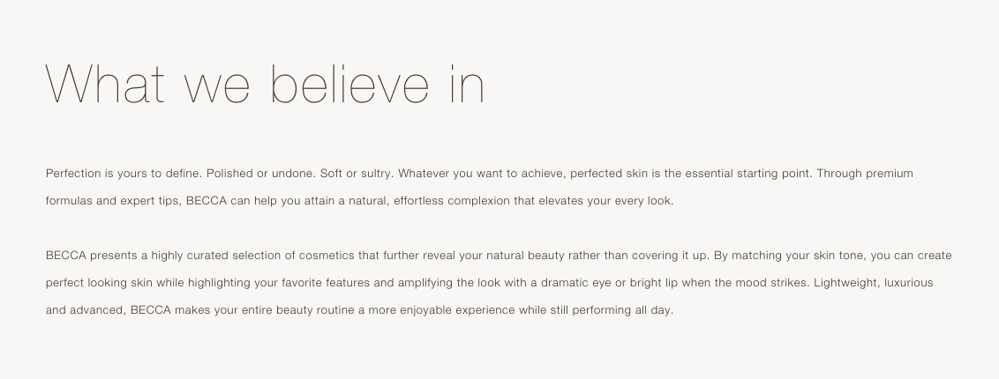 What we believe in
Perfection is yours to define. Polished or undone. Soft or sultry. Whatever you want to achieve, perfected skin is the essential starting point. Through premium
formulas and expert tips, BECCA can help you attain a natural, effortless complexion that elevates your every look.
BECCA presents a highly curated selection of cosmetics that further reveal your natural beauty rather than covering it up. By matching your skin tone, you can create
perfect looking skin while highlighting your favorite features and amplifying the look with a dramatic eye or bright lip when the mood strikes. Lightweight, luxurious
and advanced, BECCA makes your entire beauty routine a more enjoyable experience while still performing all day.